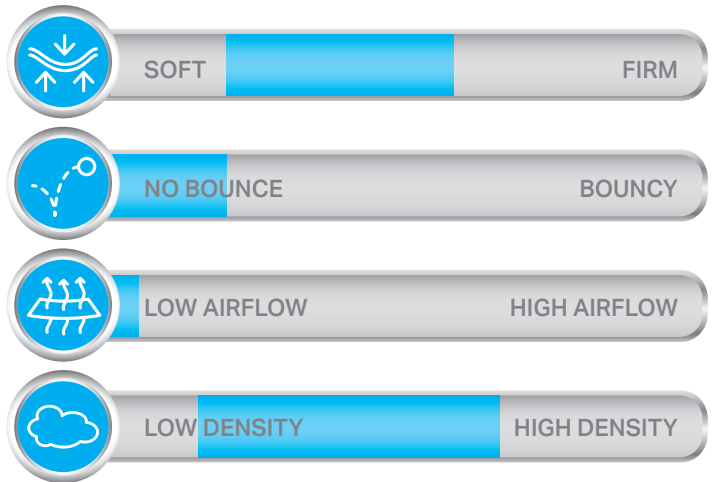 SOFT FIRM
NO BOUNCE BOUNCY
LOW AIRFLOW HIGH AIRFLOW
LOW DENSITY HIGH DENSITY